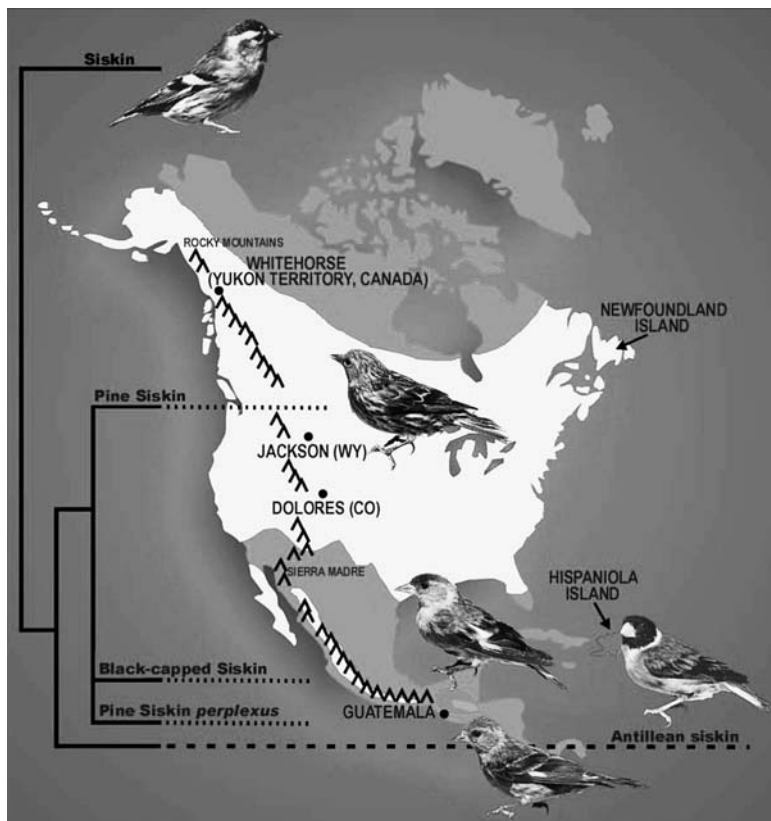 Siskin
ROCKY MOUNTAINS
WHITEHORSE
(YUKON TERRITORY, CANADA)
NEWFOUNDLAND
ISLAND
Pine Siskin
JACKSON (WY)
DOLORES (CO)
SIERRA MADRE
HISPANIOLA
ISLAND
Black-capped Siskin
Pine Siskin perplexus
GUATEMALA
Antillean siskin